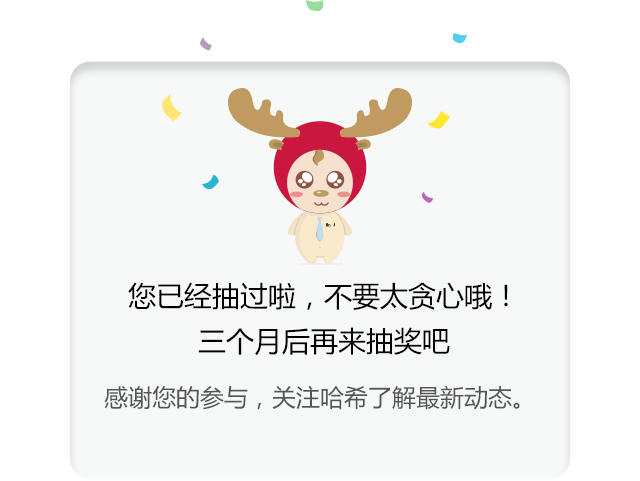 您已经抽过啦，不要太贪心哦！
三个月后再来抽奖吧
感谢您的参与，关注哈希了解最新动态。